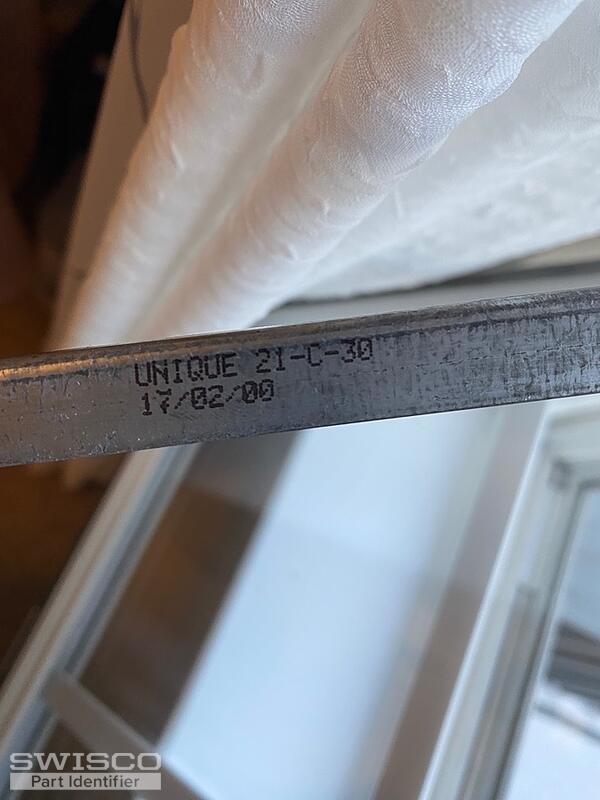 UNIQUE 21-C-30
17/02/00
SWISCO
Part Identifier